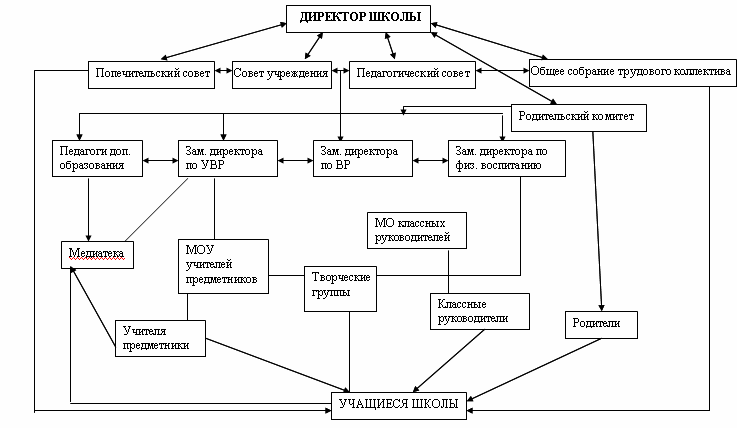 ДИРЕКТОР ШКОЛЫ
Попечительский совет
Совет учреждения
Педагогический совет
Общее собрание трудового коллектива
Родительский комитет
Педагоги доп.
образования
Зам. директора
по УВР
Зам. директора
по ВР
Зам. директора по
физ. воспитанию
МО классных
руководителей
Медиатека
МОУ
учителей
предметников
Творческие
группы
Классные
руководители
Родители
Учителя
предметники
УЧАЩИЕСЯ ШКОЛЫ